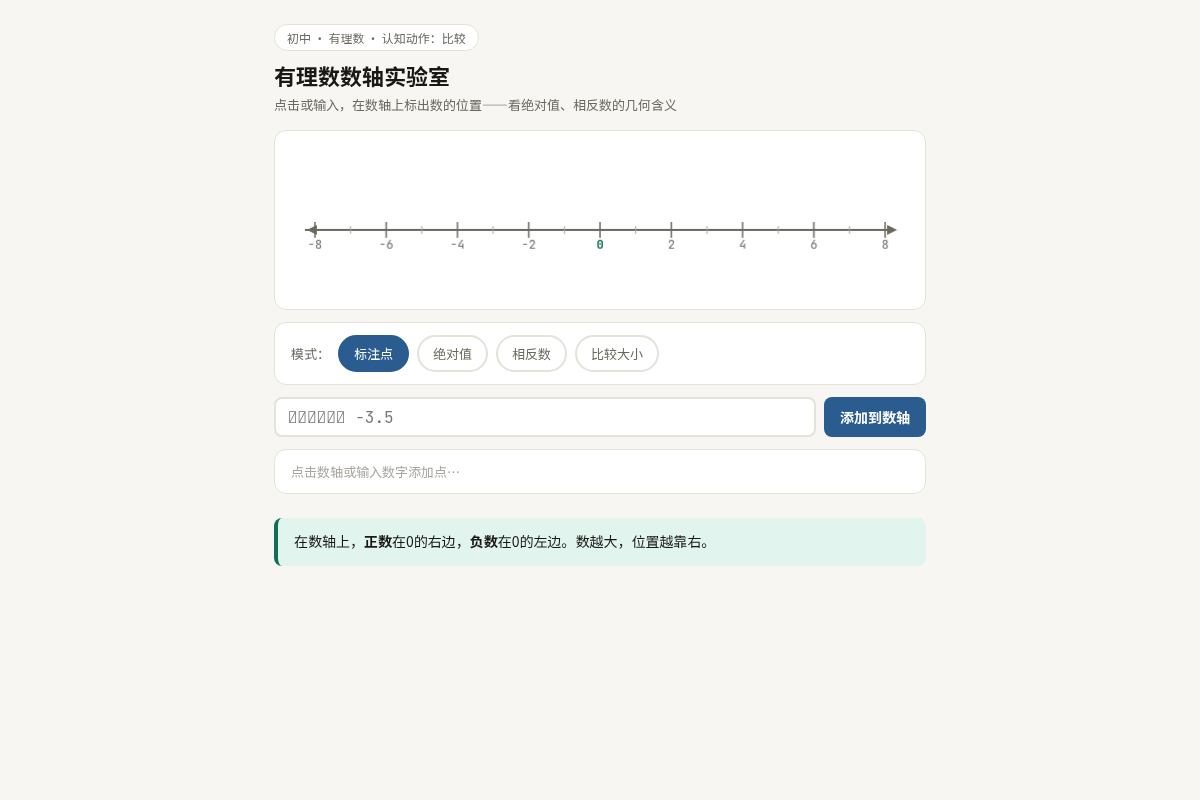 初中 · 有理数 · 认知动作：比较
有理数数轴实验室
点击或输入，在数轴上标出数的位置——看绝对值、相反数的几何含义
-8 -6 -4 -2 0 2 4 6 8
模式： 标注点 绝对值 相反数 比较大小
-3.5 添加到数轴
点击数轴或输入数字添加点…
在数轴上，正数在0的右边，负数在0的左边。数越大，位置越靠右。